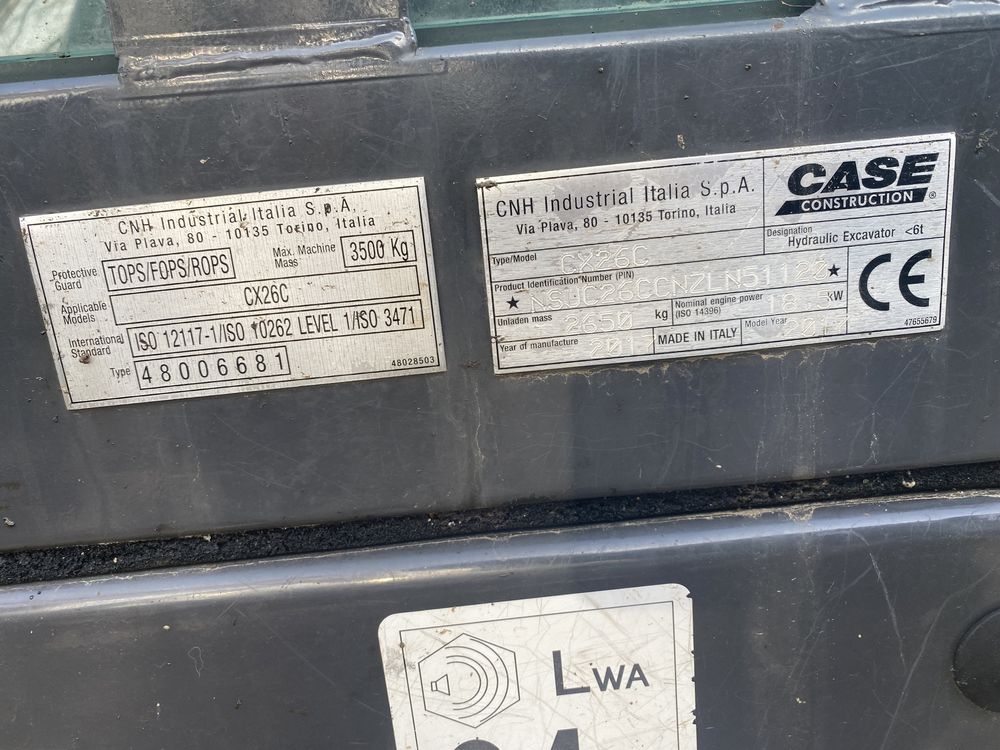 CNH Industrial Italia S.p.A.
Via Plava, 80 - 10135 Torino, Italia
Protective Guard TOPS/FOPS/ROPS Max. Machine Mass 3500 Kg
Applicable Models CX26C
International Standard ISO 12117-1/ISO 10262 LEVEL 1/ISO 3471
Type 48006681 48028503
CNH Industrial Italia S.p.A.
Via Plava, 80 - 10135 Torino, Italia
CASE
CONSTRUCTION ®
Designation
Hydraulic Excavator <6t
Type/Model CX26C
Product Identification Number (PIN)
CE
Unladen mass 2650 kg Nominal engine power (ISO 14396) kW
Year of manufacture 2017 MADE IN ITALY Model Year
47655679
LWA